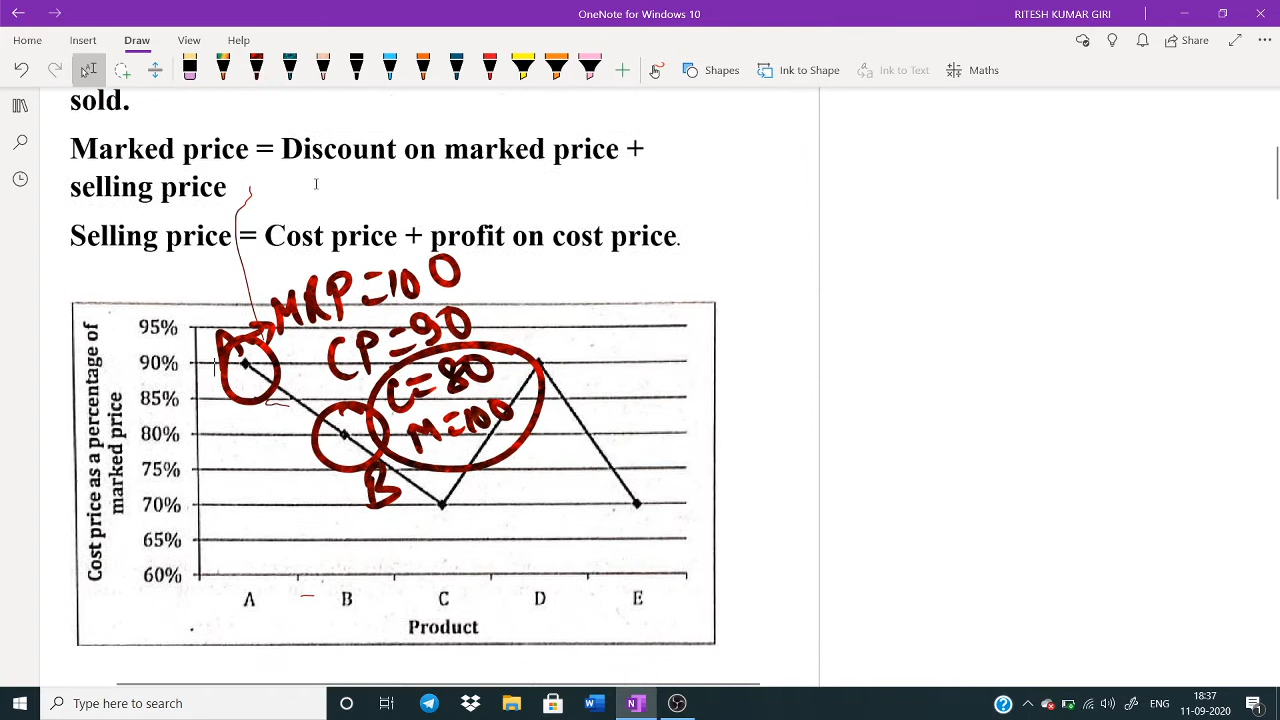 OneNote for Windows 10
RITESH KUMAR GIRI
Home Insert Draw View Help
Share
Shapes Ink to Shape Ink to Text Maths
sold.
Marked price = Discount on marked price +
selling price
Selling price = Cost price + profit on cost price.
MRP=100
CP=90
C=80
M=100
A
B
Cost price as a percentage of
marked price
95%
90%
85%
80%
75%
70%
65%
60%
A B C D E
Product
Type here to search
ENG
18:37
11-09-2020